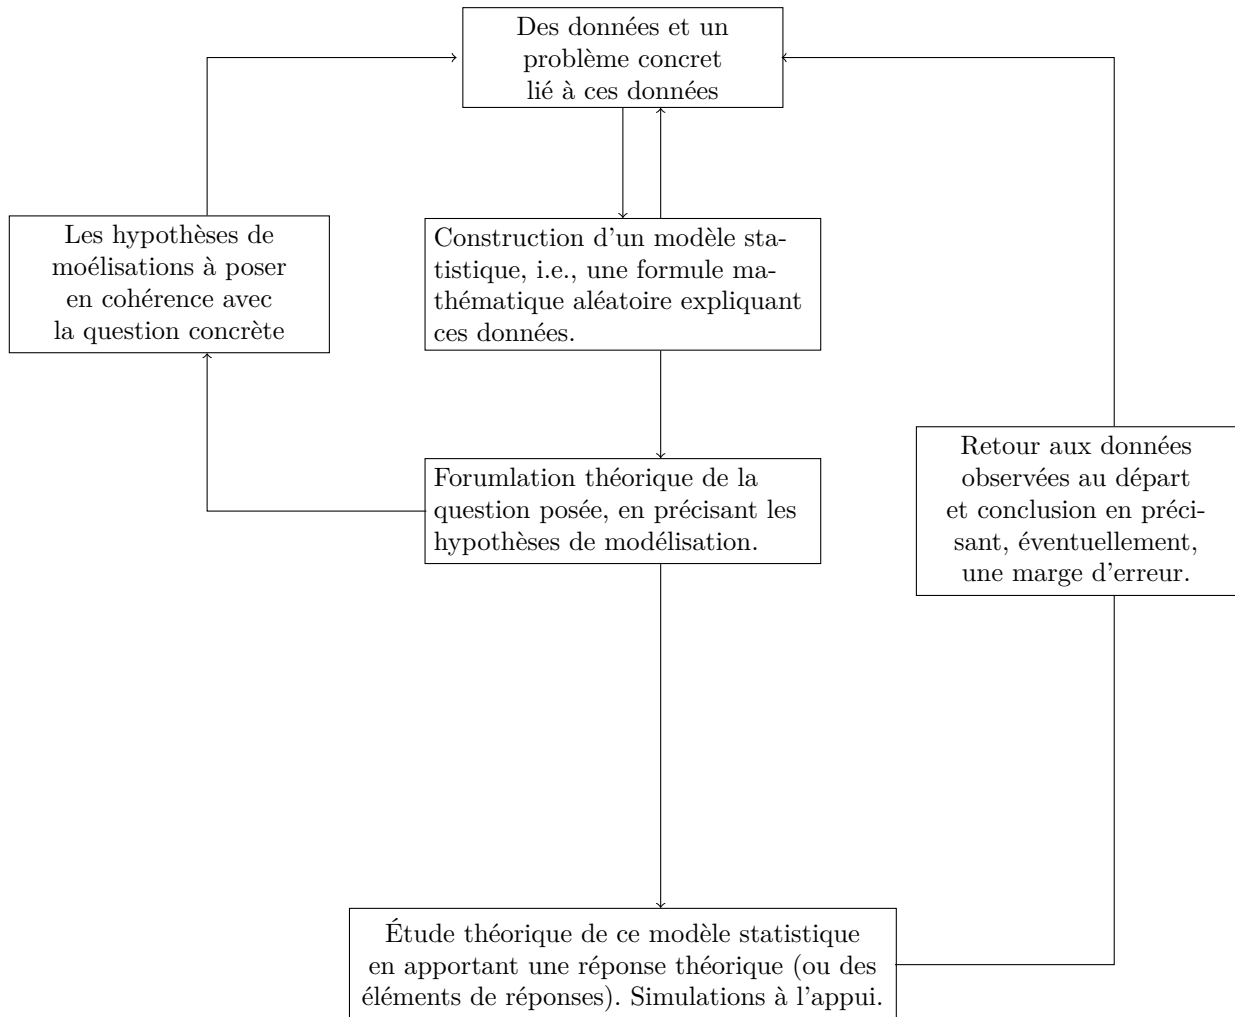 Des données et un
problème concret
lié à ces données
Les hypothèses de
moélisations à poser
en cohérence avec
la question concrète
Construction d'un modèle sta-
tistique, i.e., une formule ma-
thématique aléatoire expliquant
ces données.
Forumlation théorique de la
question posée, en précisant les
hypothèses de modélisation.
Retour aux données
observées au départ
et conclusion en préci-
sant, éventuellement,
une marge d'erreur.
Étude théorique de ce modèle statistique
en apportant une réponse théorique (ou des
éléments de réponses). Simulations à l'appui.